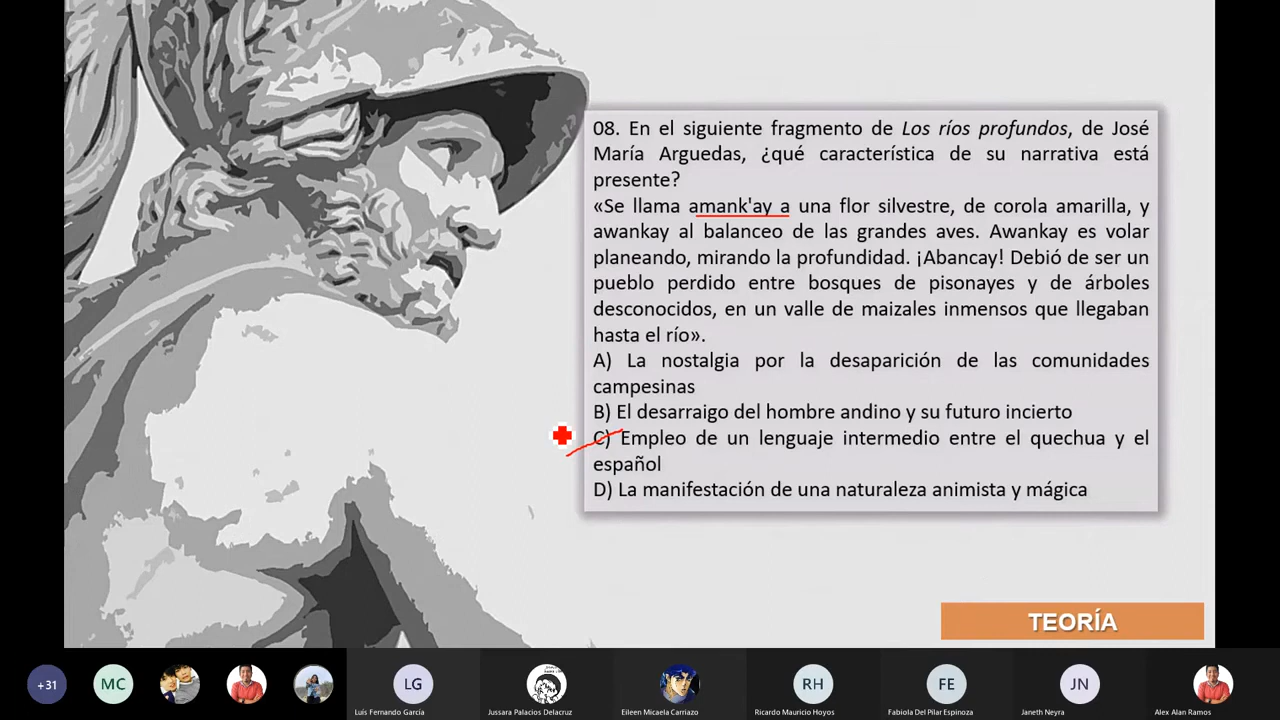 08. En el siguiente fragmento de Los ríos profundos, de José
María Arguedas, ¿qué característica de su narrativa está
presente?
«Se llama amank'ay a una flor silvestre, de corola amarilla, y
awankay al balanceo de las grandes aves. Awankay es volar
planeando, mirando la profundidad. ¡Abancay! Debió de ser un
pueblo perdido entre bosques de pisonayes y de árboles
desconocidos, en un valle de maizales inmensos que llegaban
hasta el río».
A) La nostalgia por la desaparición de las comunidades
campesinas
B) El desarraigo del hombre andino y su futuro incierto
C) Empleo de un lenguaje intermedio entre el quechua y el
español
D) La manifestación de una naturaleza animista y mágica
TEORÍA
+31
MC
LG
RH
FE
JN
Luis Fernando García
Jussara Palacios Delacruz
Eileen Micaela Carriazo
Ricardo Mauricio Hoyos
Fabiola Del Pilar Espinoza
Janeth Neyra
Alex Alan Ramos